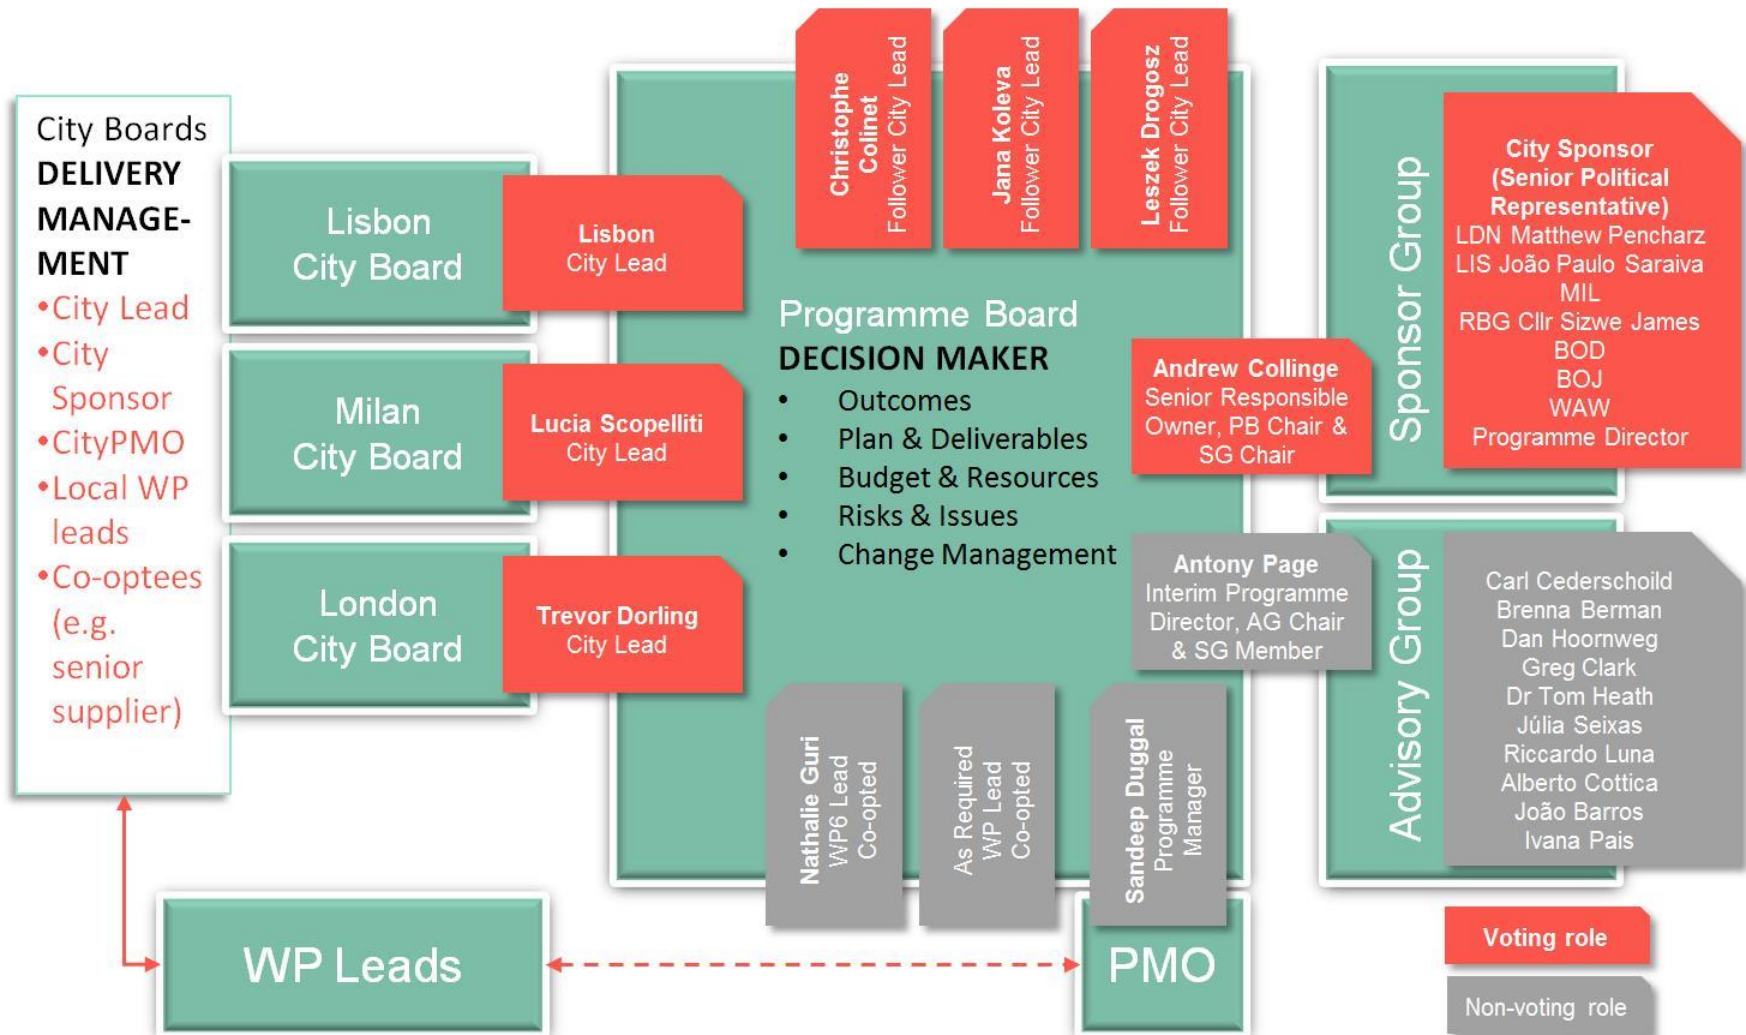 City Boards
DELIVERY
MANAGE-
MENT
•City Lead
•City
Sponsor
•CityPMO
•Local WP
leads
•Co-optees
(e.g.
senior
supplier)
Lisbon
City Board
Lisbon
City Lead
Milan
City Board
Lucia Scopelliti
City Lead
London
City Board
Trevor Dorling
City Lead
Christophe
Colinet
Follower City Lead
Jana Koleva
Follower City Lead
Leszek Drogosz
Follower City Lead
Programme Board
DECISION MAKER
• Outcomes
• Plan & Deliverables
• Budget & Resources
• Risks & Issues
• Change Management
Andrew Collinge
Senior Responsible
Owner, PB Chair &
SG Chair
Antony Page
Interim Programme
Director, AG Chair
& SG Member
Nathalie Guri
WP6 Lead
Co-opted
As Required
WP Lead
Co-opted
Sandeep Duggal
Programme
Manager
Sponsor Group
City Sponsor
(Senior Political
Representative)
LDN Matthew Pencharz
LIS João Paulo Saraiva
MIL
RBG Cllr Sizwe James
BOD
BOJ
WAW
Programme Director
Advisory Group
Carl Cederschoild
Brenna Berman
Dan Hoornweg
Greg Clark
Dr Tom Heath
Júlia Seixas
Riccardo Luna
Alberto Cottica
João Barros
Ivana Pais
WP Leads
PMO
Voting role
Non-voting role